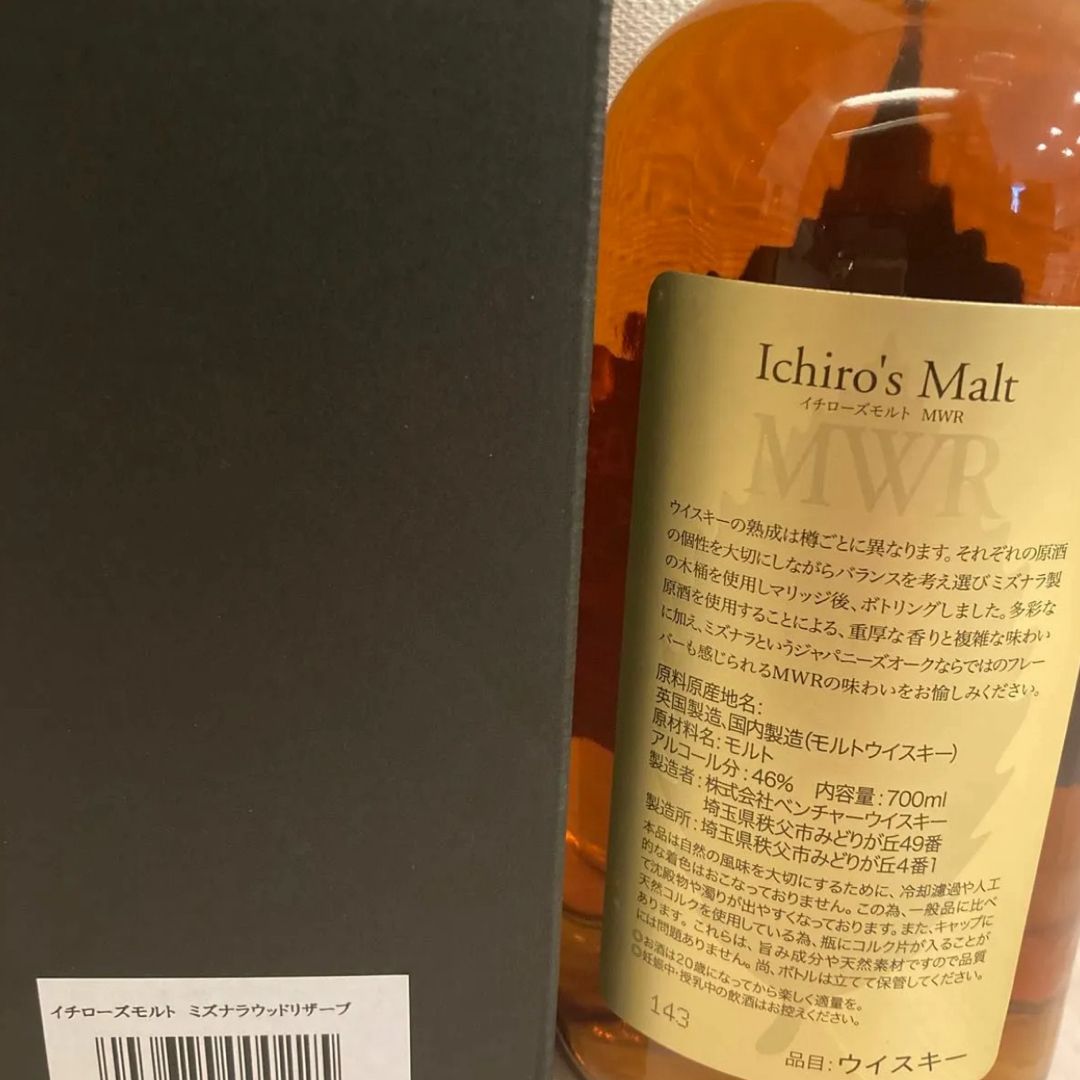 Ichiro's Malt
イチローズモルト MWR
MWR
ウイスキーの熟成は樽ごとに異なります。それぞれの原酒
の個性を大切にしながらバランスを考え選びミズナラ製
の木桶を使用しマリッジ後、ボトリングしました。多彩な
原酒を使用することによる、重厚な香りと複雑な味わい
に加え、ミズナラというジャパニーズオークならではのフレー
バーも感じられるMWRの味わいをお愉しみください。
原料原産地名:
英国製造、国内製造(モルトウイスキー)
原材料名:モルト
アルコール分:46% 内容量:700ml
製造者:株式会社ベンチャーウイスキー
埼玉県秩父市みどりが丘49番
製造所:埼玉県秩父市みどりが丘4番1
本品は自然の風味を大切にするために、冷却濾過や人工
的な着色はおこなっておりません。この為、一般品に比べ
て沈殿物や濁りが出やすくなっております。また、キャップに
天然コルクを使用している為、瓶にコルク片が入ることが
あります。これらは、旨み成分や天然素材ですので品質
には問題ありません。尚、ボトルは立てて保管してください。
◎お酒は20歳になってから楽しく適量を。
◎妊娠中・授乳中の飲酒はお控えください。
143
品目:ウイスキー
イチローズモルト ミズナラウッドリザーブ